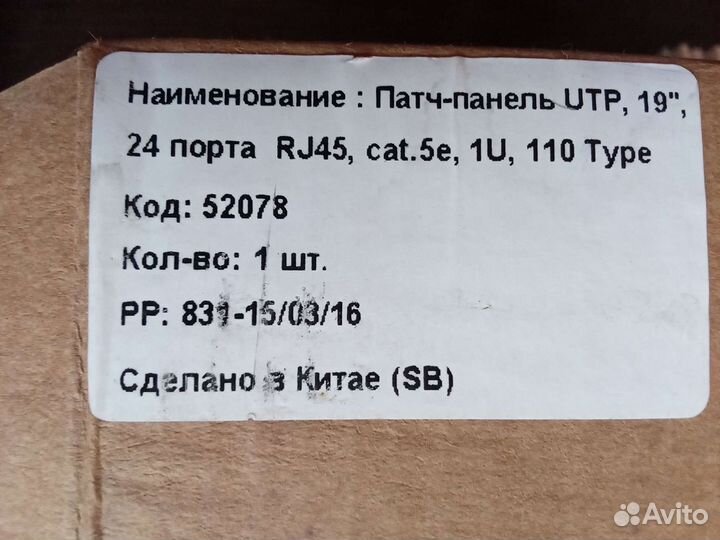 Наименование : Патч-панель UTP, 19",
24 порта RJ45, cat.5e, 1U, 110 Type
Код: 52078
Кол-во: 1 шт.
PP: 831-15/03/16
Сделано в Китае (SB)
Avito